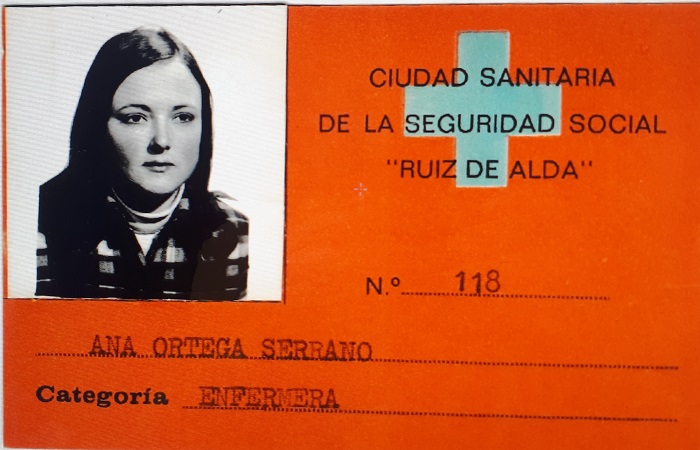 CIUDAD SANITARIA
DE LA SEGURIDAD SOCIAL
"RUIZ DE ALDA"
N.º 118
ANA ORTEGA SERRANO
Categoría ENFERMERA